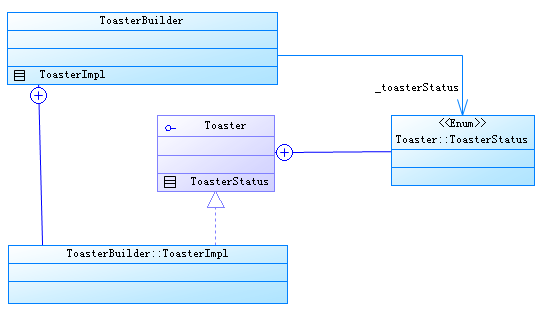 ToasterBuilder
ToasterImpl
_toasterStatus
Toaster
ToasterStatus
<<Enum>>
Toaster::ToasterStatus
ToasterBuilder::ToasterImpl